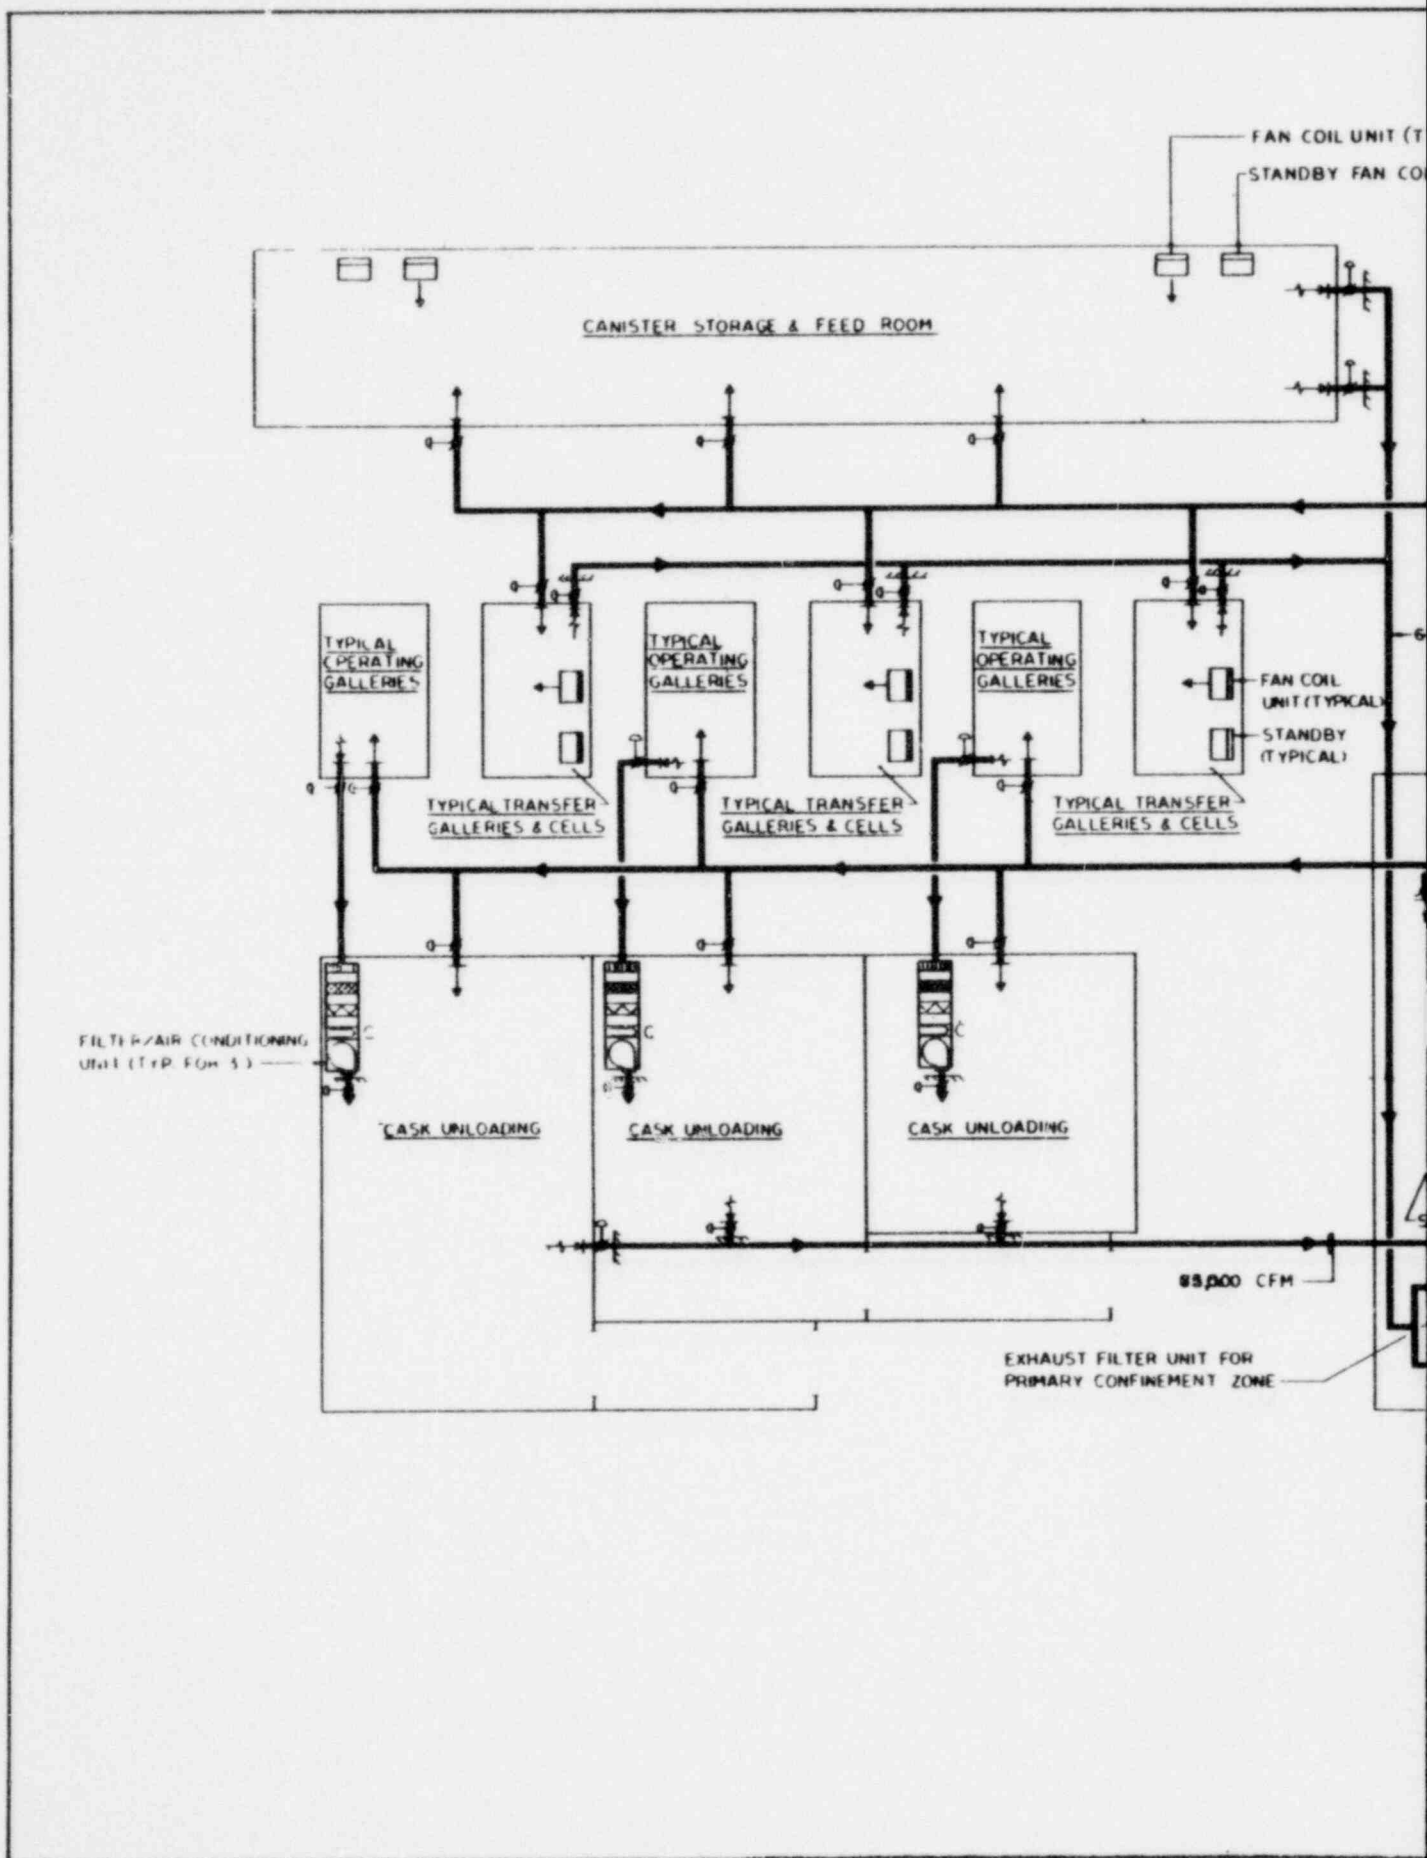 FAN COIL UNIT (T
STANDBY FAN CO
CANISTER STORAGE & FEED ROOM
TYPICAL
OPERATING
GALLERIES
TYPICAL
OPERATING
GALLERIES
TYPICAL
OPERATING
GALLERIES
FAN COIL
UNIT (TYPICAL)
STANDBY
(TYPICAL)
TYPICAL TRANSFER
GALLERIES & CELLS
TYPICAL TRANSFER
GALLERIES & CELLS
TYPICAL TRANSFER
GALLERIES & CELLS
C
C
C
FILTER/AIR CONDITIONING
UNIT (TYP. FOR 3)
CASK UNLOADING
CASK UNLOADING
CASK UNLOADING
CFM
EXHAUST FILTER UNIT FOR
PRIMARY CONFINEMENT ZONE